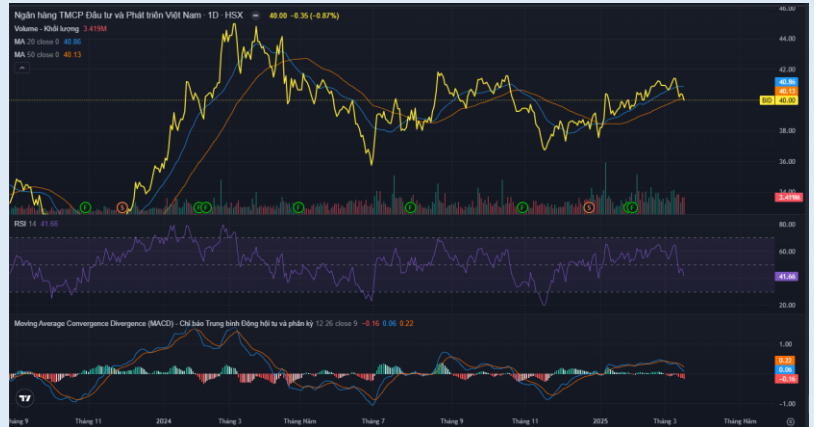 Ngân hàng TMCP Đầu tư và Phát triển Việt Nam · 1D · HSX 40.00 −0.35 (−0.87%)
Volume - Khối lượng 3.419M
MA 20 close 0 40.86
MA 50 close 0 40.13
46.00
44.00
42.00
40.86
40.13
BID 40.00
38.00
36.00
34.00
3.419M
F S F F F F F S F
RSI 14 41.66
80.00
60.00
41.66
20.00
Moving Average Convergence Divergence (MACD) - Chỉ báo Trung bình Động hội tụ và phân kỳ 12 26 close 9 −0.16 0.06 0.22
1.00
0.22
0.06
−0.16
−1.00
Tháng 9 Tháng 11 2024 Tháng 3 Tháng Năm Tháng 7 Tháng 9 Tháng 11 2025 Tháng 3 Tháng Năm